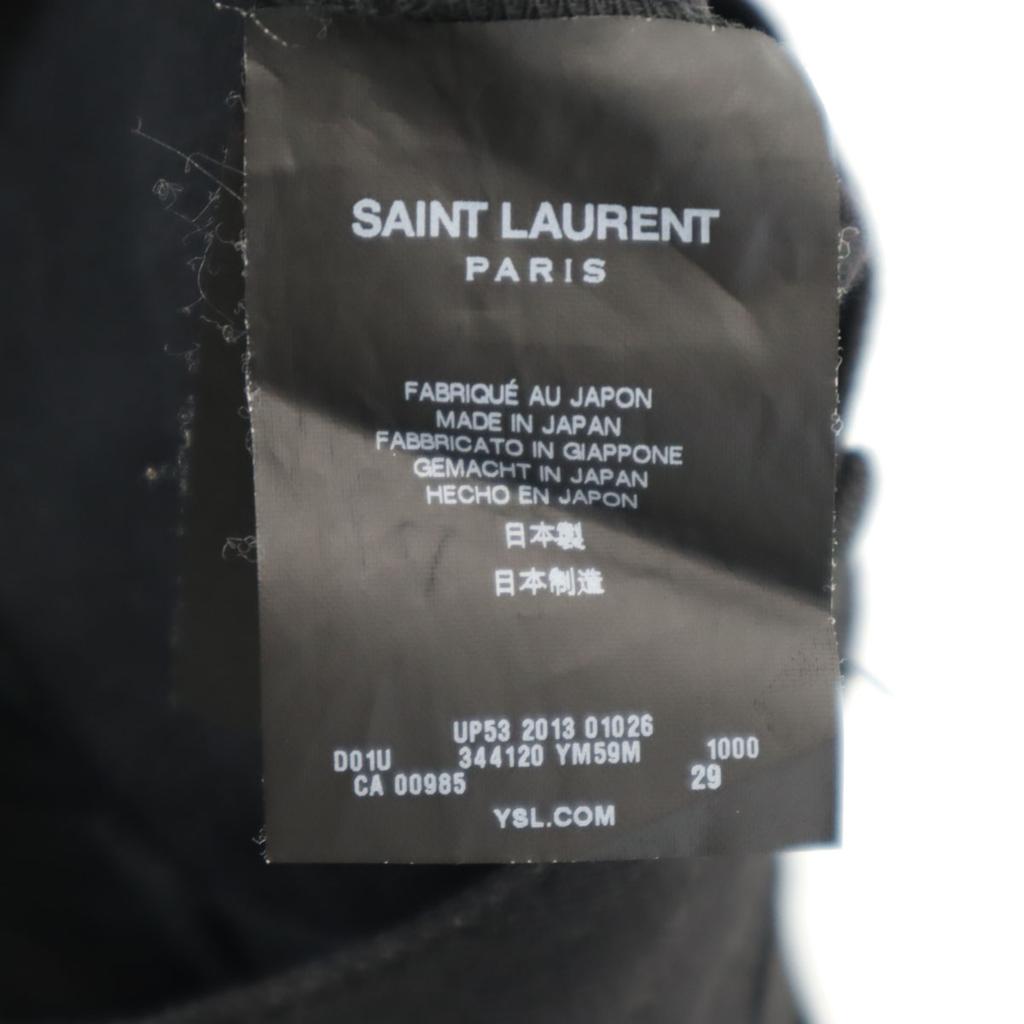 SAINT LAURENT
PARIS
FABRIQUÉ AU JAPON
MADE IN JAPAN
FABBRICATO IN GIAPPONE
GEMACHT IN JAPAN
HECHO EN JAPON
日本製
日本制造
UP53 2013 01026
D01U 344120 YM59M 1000
CA 00985 29
YSL.COM